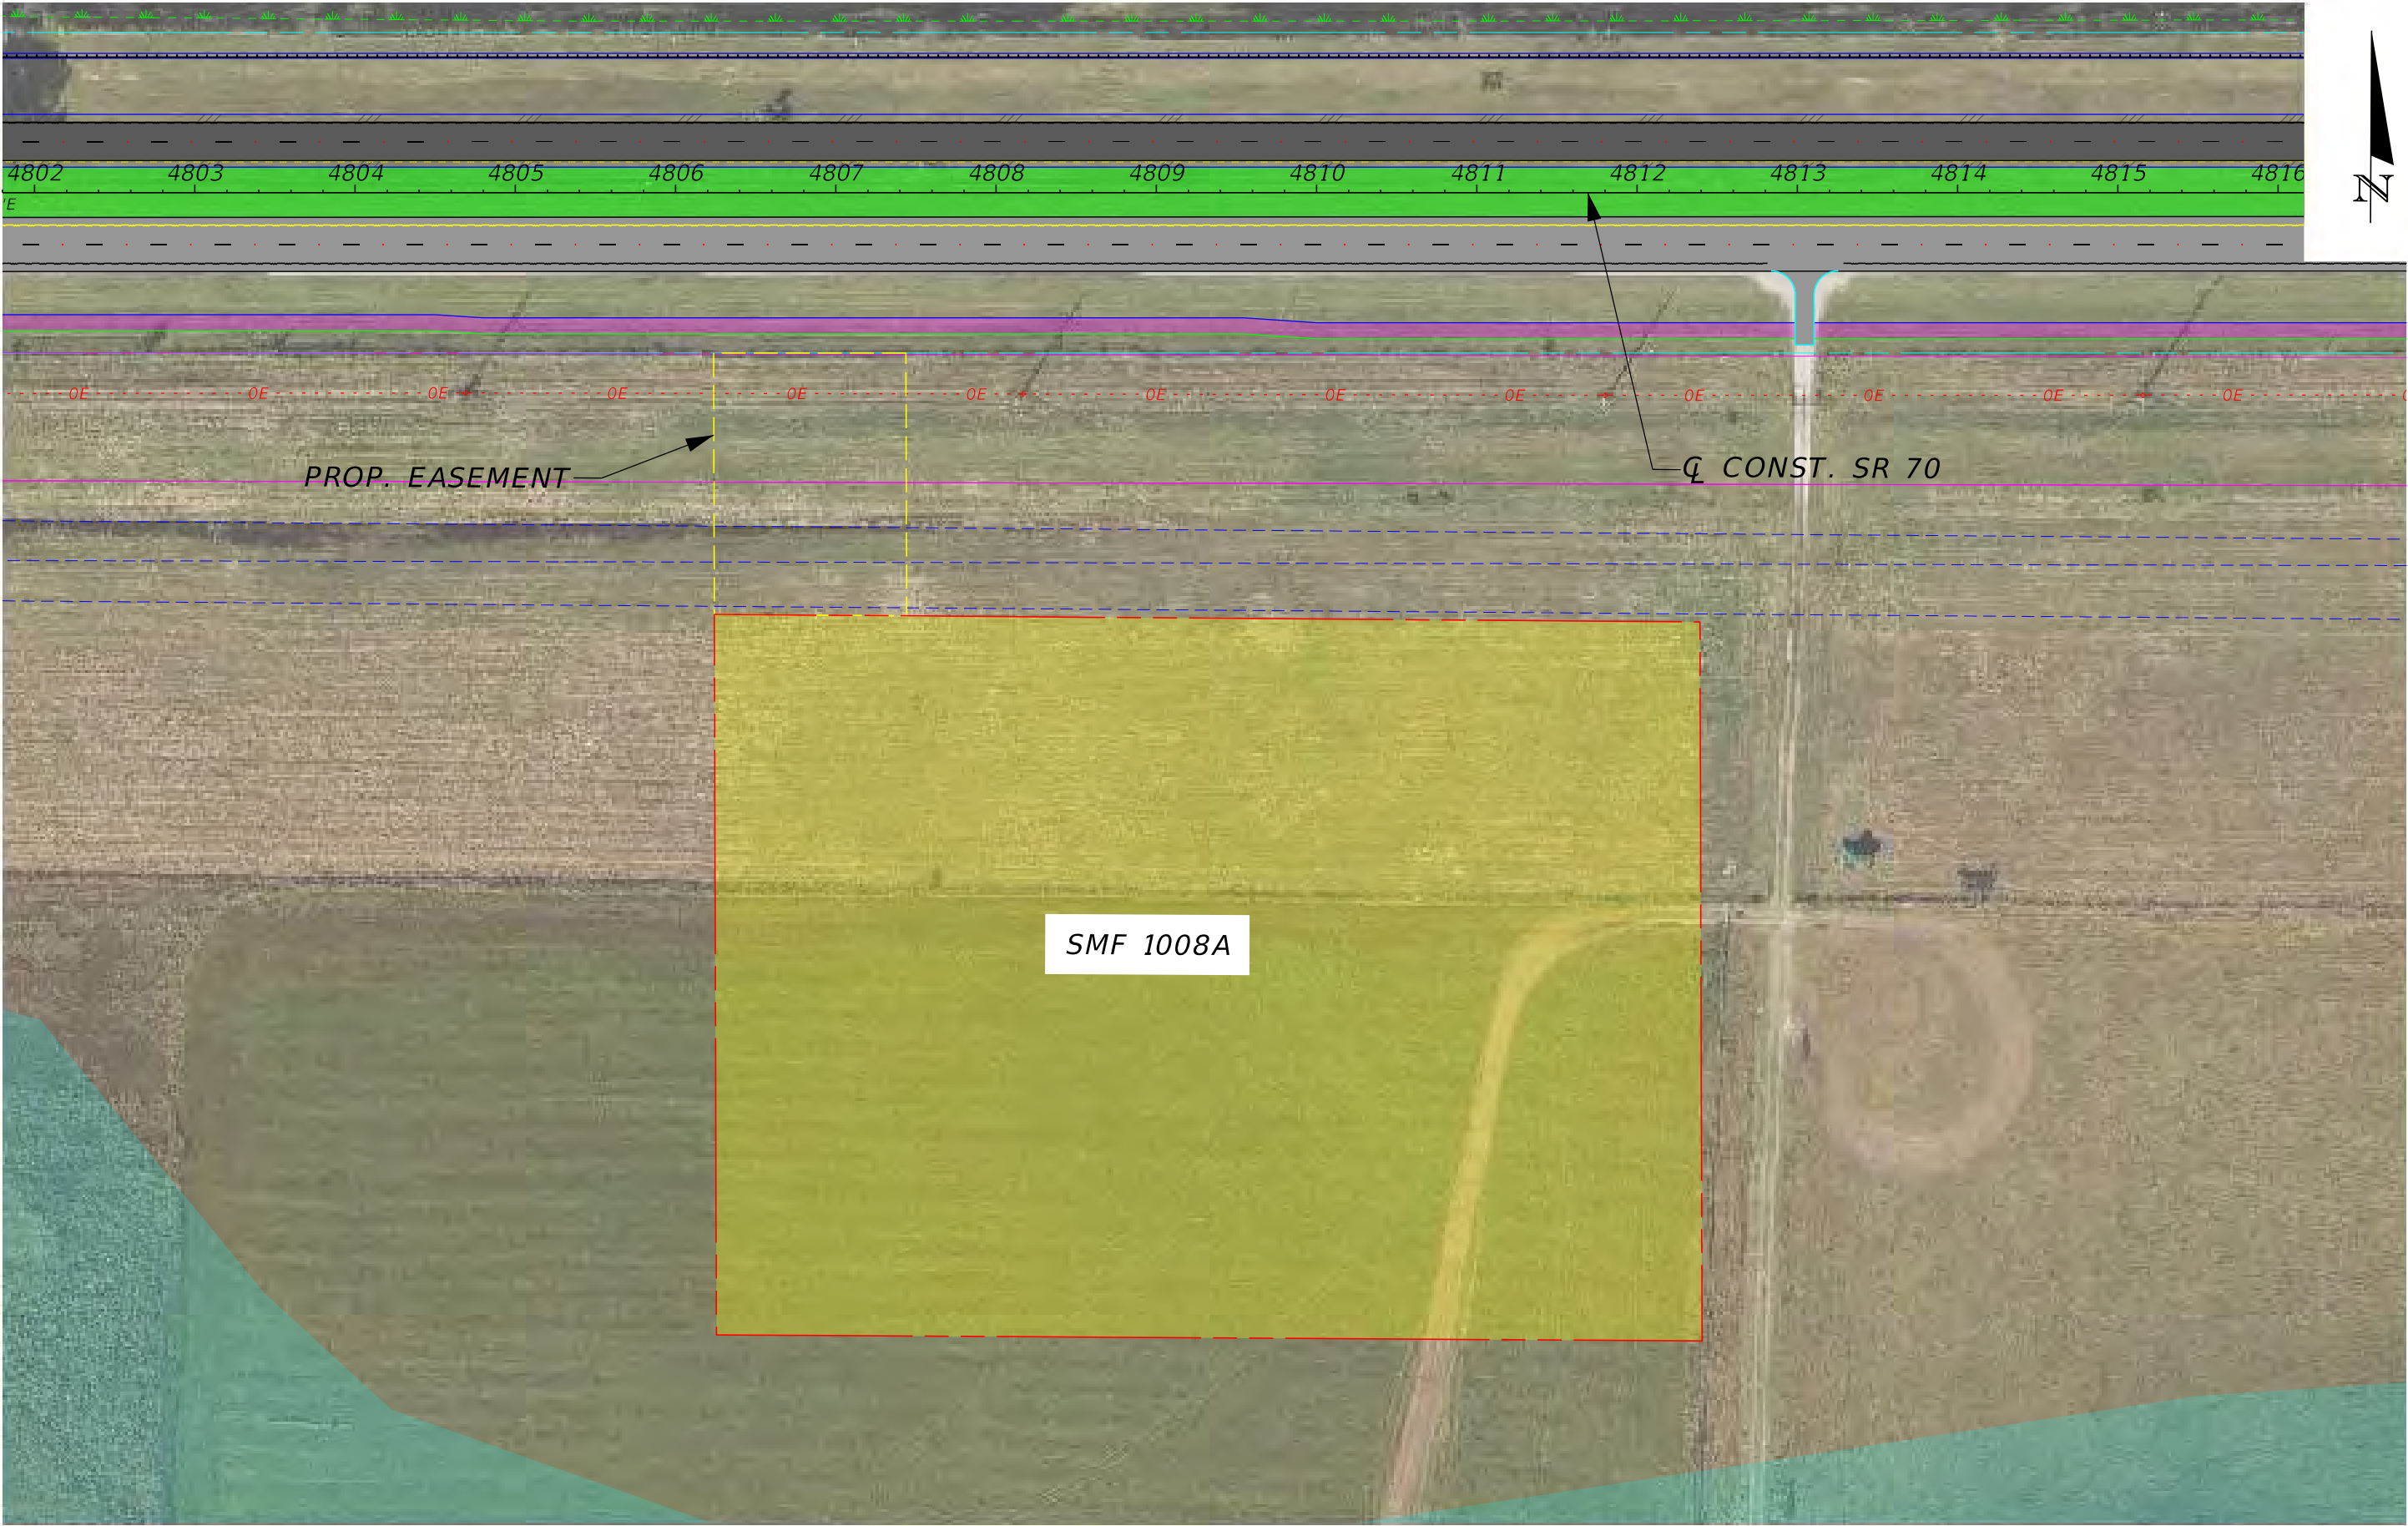 4802 4803 4804 4805 4806 4807 4808 4809 4810 4811 4812 4813 4814 4815 4816
'E
N
OE OE OE OE OE OE OE OE OE OE OE OE OE
PROP. EASEMENT
℄ CONST. SR 70
SMF 1008A